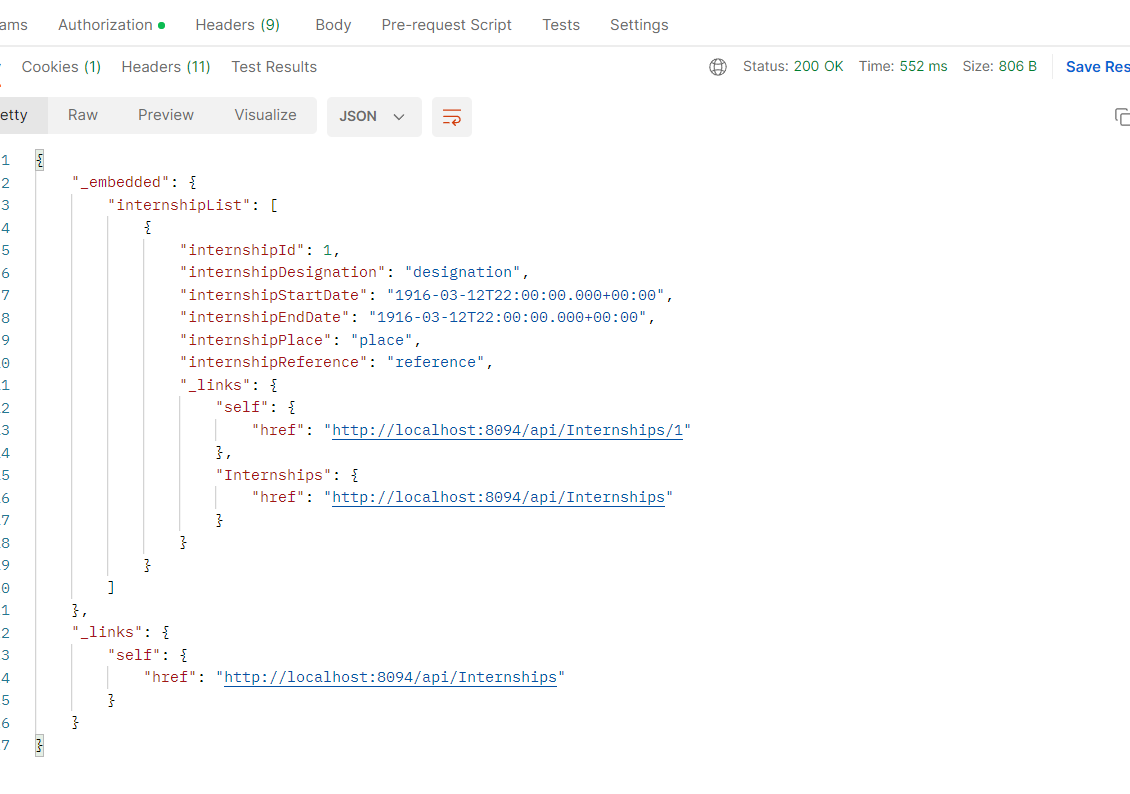 ams Authorization Headers (9) Body Pre-request Script Tests Settings
Cookies (1) Headers (11) Test Results Status: 200 OK Time: 552 ms Size: 806 B Save Res
etty Raw Preview Visualize JSON
1 {
2 "_embedded": {
3 "internshipList": [
4 {
5 "internshipId": 1,
6 "internshipDesignation": "designation",
7 "internshipStartDate": "1916-03-12T22:00:00.000+00:00",
8 "internshipEndDate": "1916-03-12T22:00:00.000+00:00",
9 "internshipPlace": "place",
0 "internshipReference": "reference",
1 "_links": {
2 "self": {
3 "href": "http://localhost:8094/api/Internships/1"
4 },
5 "Internships": {
6 "href": "http://localhost:8094/api/Internships"
7 }
8 }
9 }
0 ]
1 },
2 "_links": {
3 "self": {
4 "href": "http://localhost:8094/api/Internships"
5 }
6 }
7 }